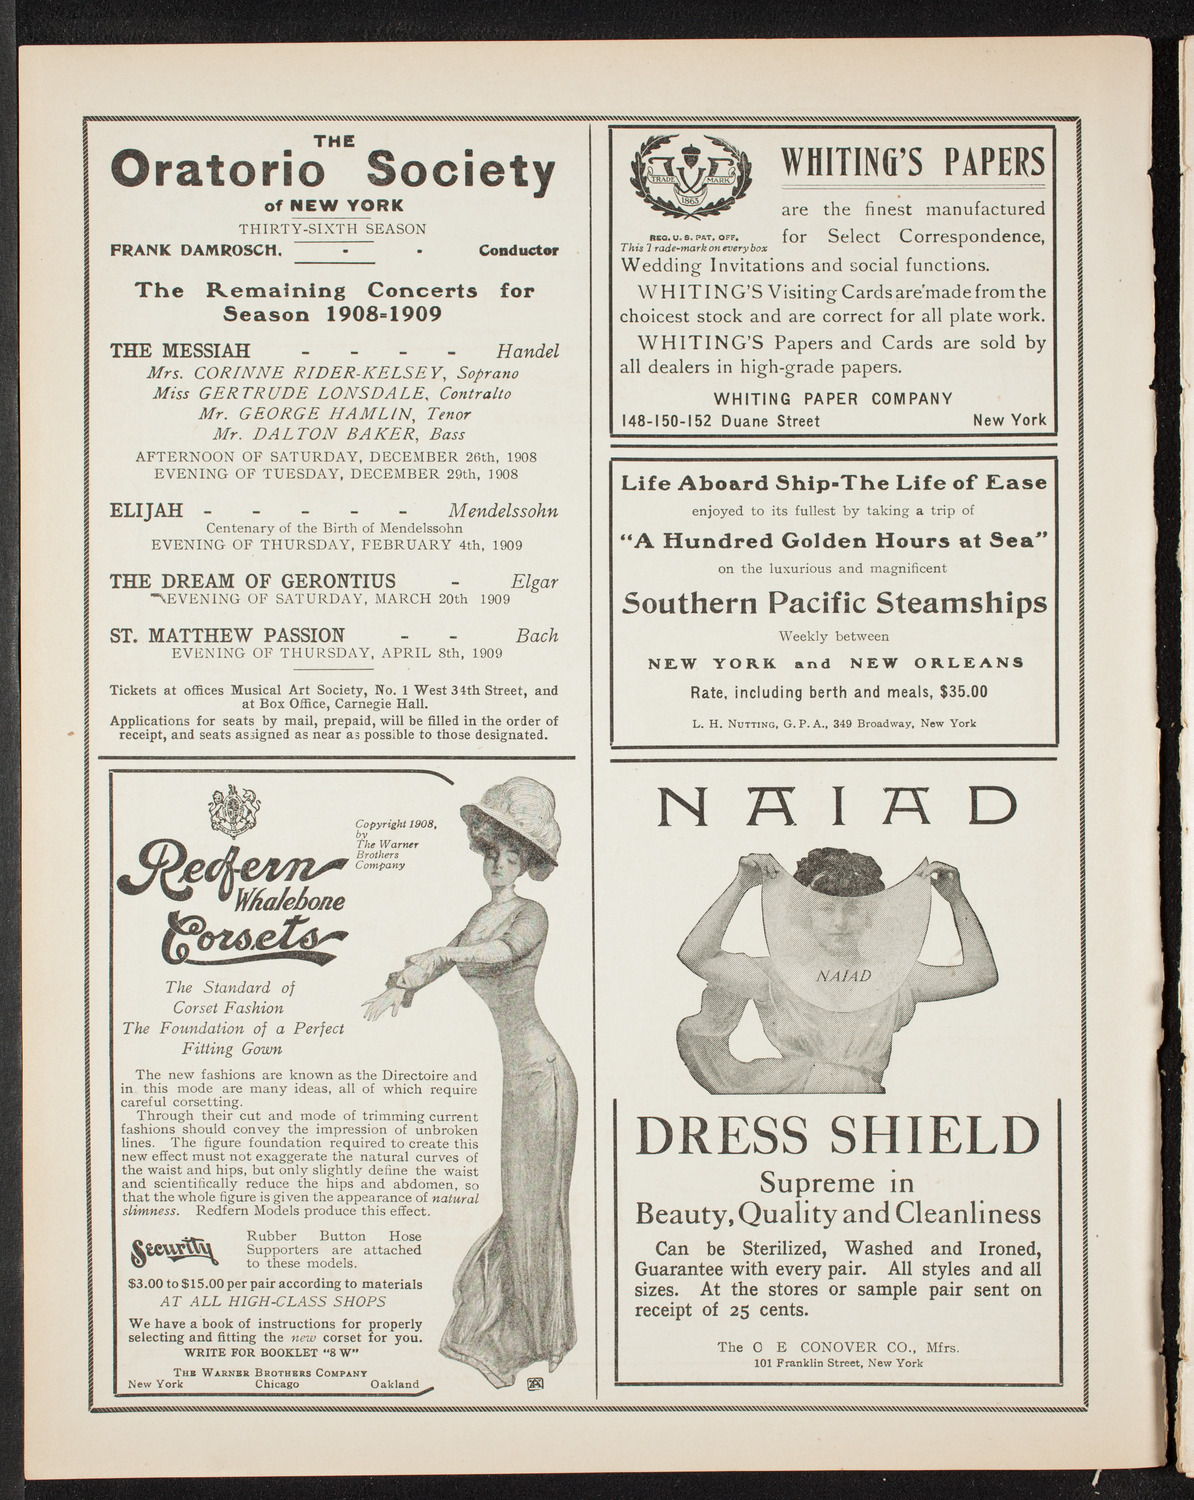 THE
Oratorio Society
of NEW YORK
THIRTY-SIXTH SEASON
FRANK DAMROSCH, - - Conductor
The Remaining Concerts for
Season 1908=1909
THE MESSIAH - - - - Handel
Mrs. CORINNE RIDER-KELSEY, Soprano
Miss GERTRUDE LONSDALE, Contralto
Mr. GEORGE HAMLIN, Tenor
Mr. DALTON BAKER, Bass
AFTERNOON OF SATURDAY, DECEMBER 26th, 1908
EVENING OF TUESDAY, DECEMBER 29th, 1908
ELIJAH - - - - - Mendelssohn
Centenary of the Birth of Mendelssohn
EVENING OF THURSDAY, FEBRUARY 4th, 1909
THE DREAM OF GERONTIUS - Elgar
EVENING OF SATURDAY, MARCH 20th 1909
ST. MATTHEW PASSION - - Bach
EVENING OF THURSDAY, APRIL 8th, 1909
Tickets at offices Musical Art Society, No. 1 West 34th Street, and
at Box Office, Carnegie Hall.
Applications for seats by mail, prepaid, will be filled in the order of
receipt, and seats assigned as near as possible to those designated.
Copyright 1908,
by
The Warner
Brothers
Company
Redfern
Whalebone
Corsets
The Standard of
Corset Fashion
The Foundation of a Perfect
Fitting Gown
The new fashions are known as the Directoire and
in this mode are many ideas, all of which require
careful corsetting.
Through their cut and mode of trimming current
fashions should convey the impression of unbroken
lines. The figure foundation required to create this
new effect must not exaggerate the natural curves of
the waist and hips, but only slightly define the waist
and scientifically reduce the hips and abdomen, so
that the whole figure is given the appearance of natural
slimness. Redfern Models produce this effect.
Security
Rubber Button Hose
Supporters are attached
to these models.
$3.00 to $15.00 per pair according to materials
AT ALL HIGH-CLASS SHOPS
We have a book of instructions for properly
selecting and fitting the new corset for you.
WRITE FOR BOOKLET "8 W"
THE WARNER BROTHERS COMPANY
New York Chicago Oakland
TRADE MARK
1865
REG. U. S. PAT. OFF.
This Trade-mark on every box
WHITING'S PAPERS
are the finest manufactured
for Select Correspondence,
Wedding Invitations and social functions.
WHITING'S Visiting Cards are made from the
choicest stock and are correct for all plate work.
WHITING'S Papers and Cards are sold by
all dealers in high-grade papers.
WHITING PAPER COMPANY
148-150-152 Duane Street New York
Life Aboard Ship-The Life of Ease
enjoyed to its fullest by taking a trip of
"A Hundred Golden Hours at Sea"
on the luxurious and magnificent
Southern Pacific Steamships
Weekly between
NEW YORK and NEW ORLEANS
Rate, including berth and meals, $35.00
L. H. NUTTING, G. P. A., 349 Broadway, New York
NAIAD
NAIAD
DRESS SHIELD
Supreme in
Beauty, Quality and Cleanliness
Can be Sterilized, Washed and Ironed,
Guarantee with every pair. All styles and all
sizes. At the stores or sample pair sent on
receipt of 25 cents.
The O E CONOVER CO., Mfrs.
101 Franklin Street, New York